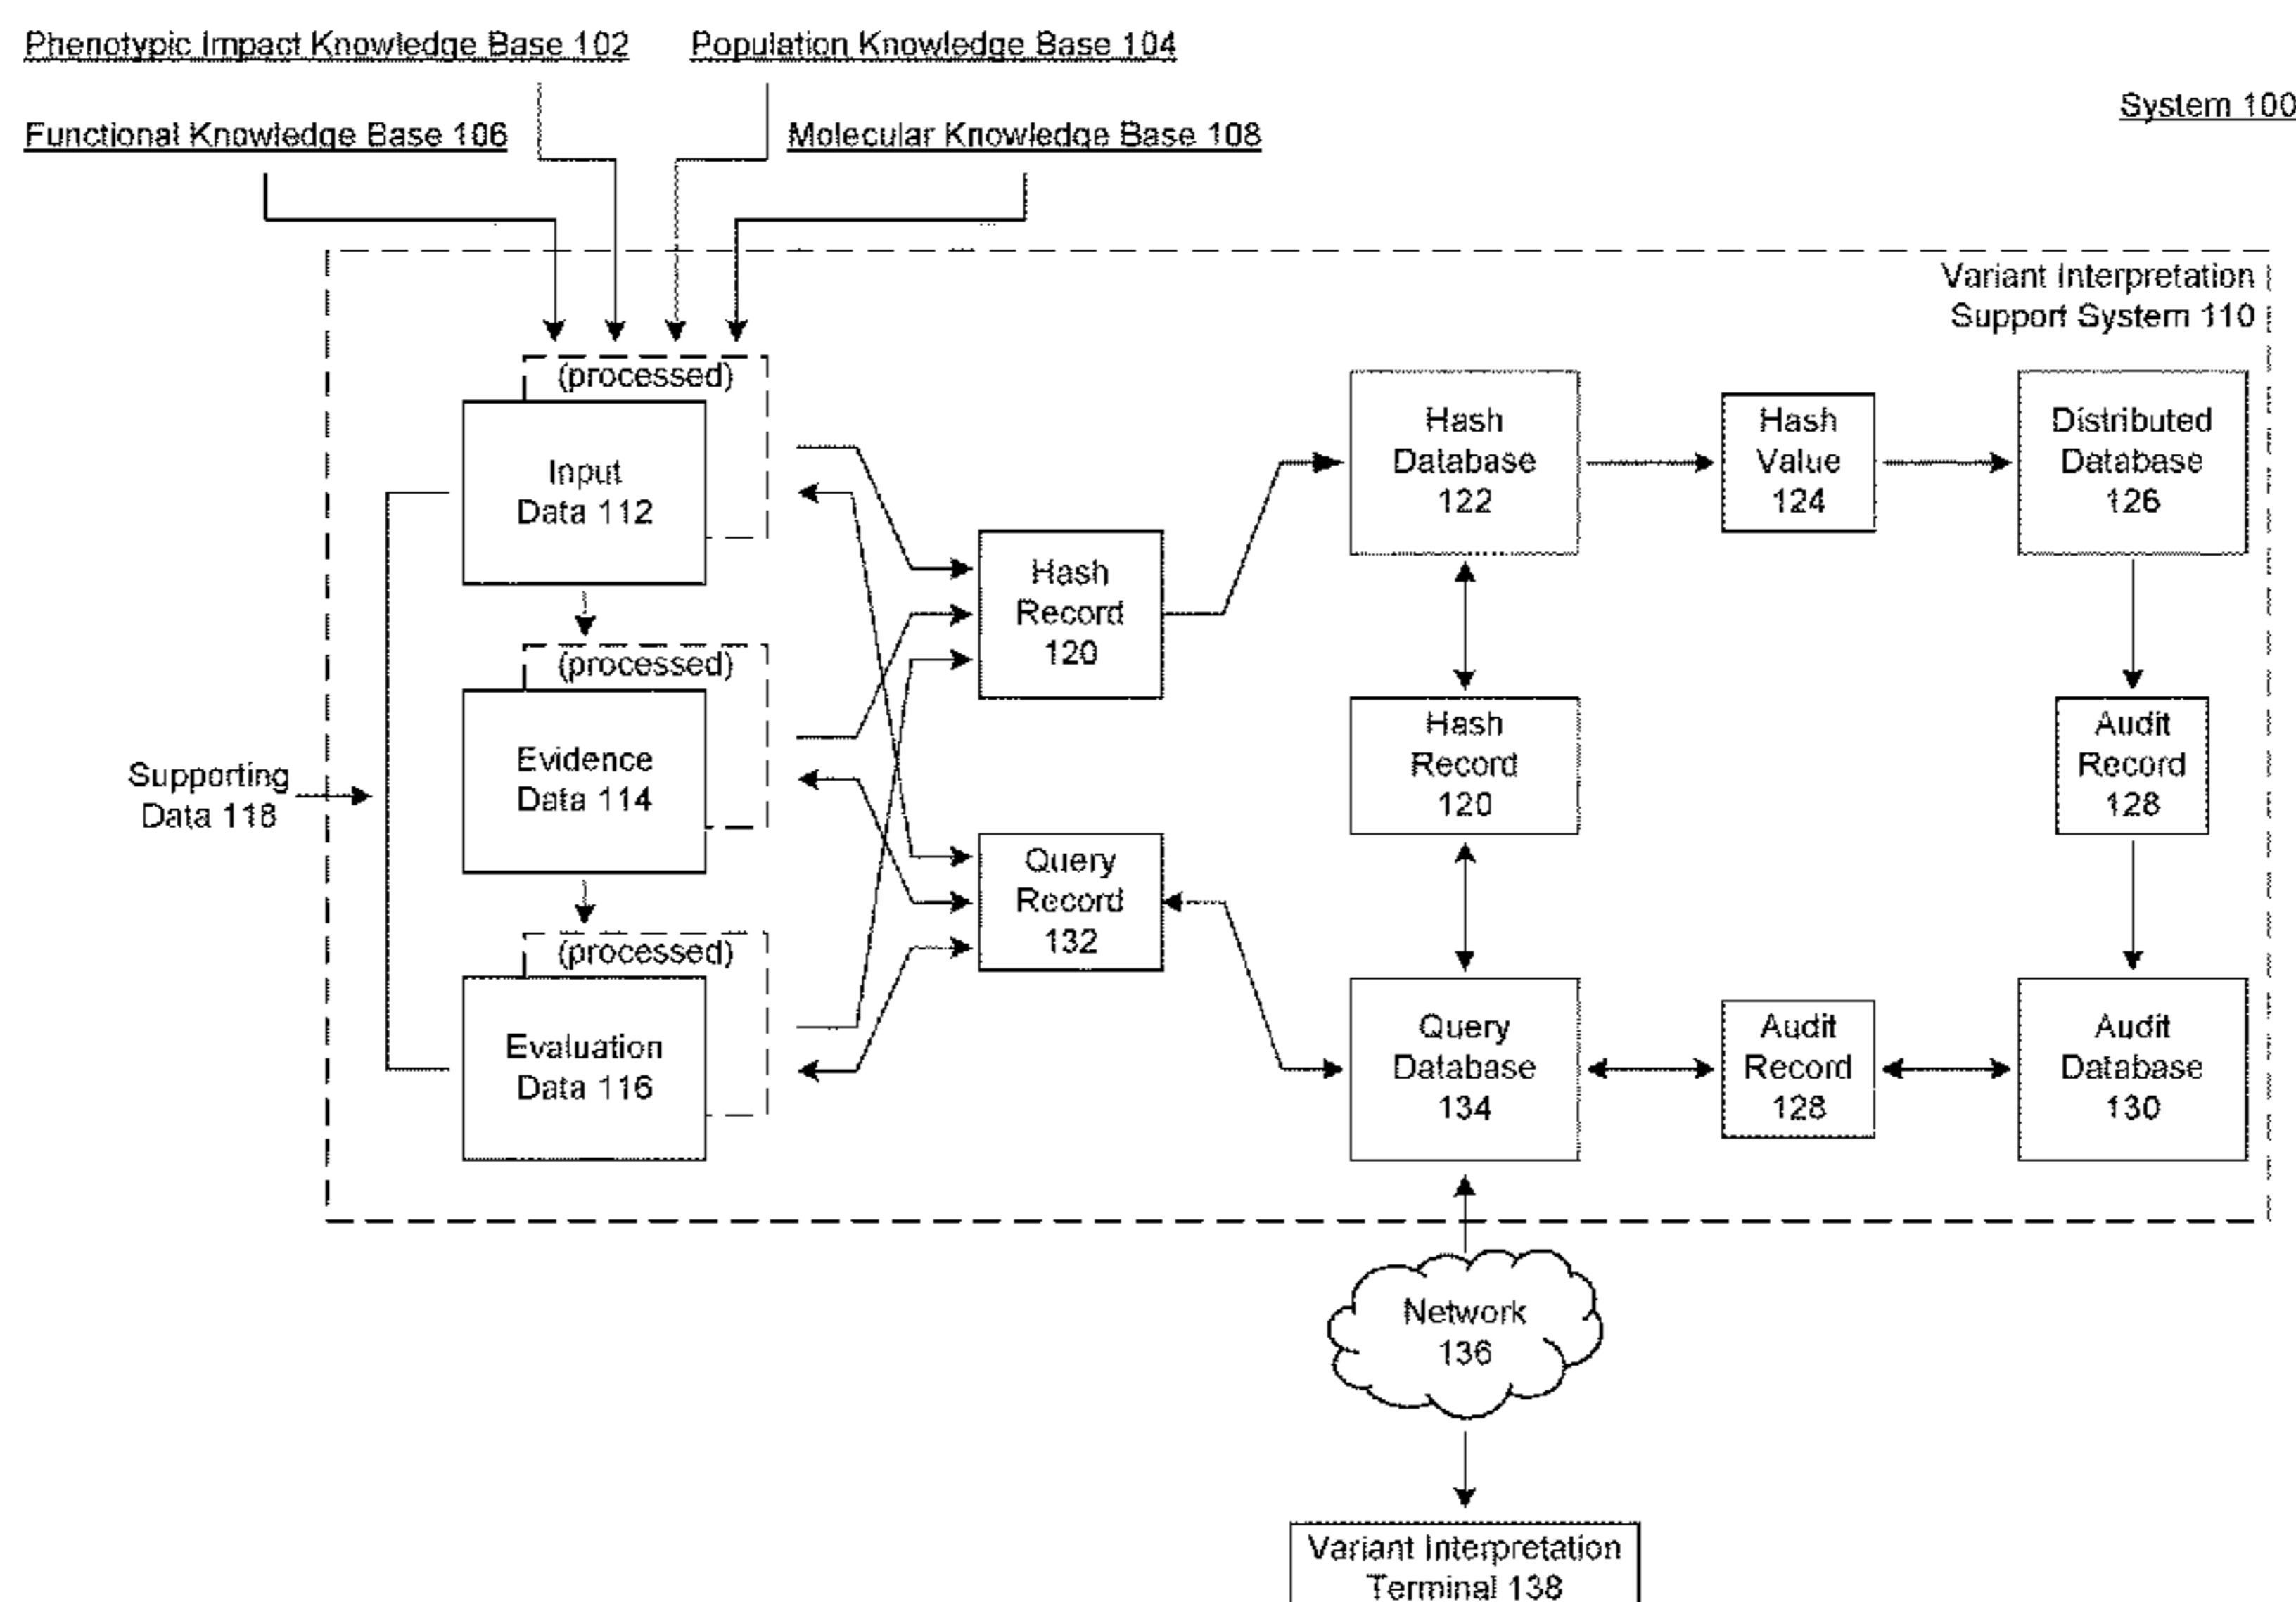 Phenotypic Impact Knowledge Base 102
Population Knowledge Base 104
System 100
Functional Knowledge Base 106
Molecular Knowledge Base 108
Variant Interpretation
Support System 110
(processed)
Input
Data 112
Hash
Database
122
Hash
Value
124
Distributed
Database
126
Hash
Record
120
(processed)
Evidence
Data 114
Supporting
Data 118
Hash
Record
120
Audit
Record
128
Query
Record
132
(processed)
Evaluation
Data 116
Query
Database
134
Audit
Record
128
Audit
Database
130
Network
136
Variant Interpretation
Terminal 138